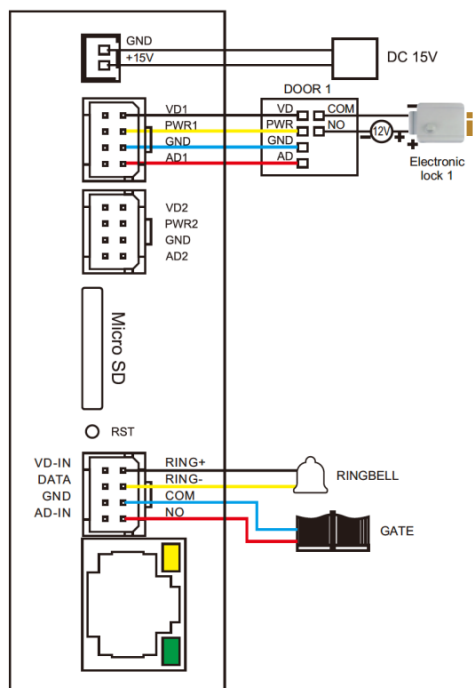 GND
+15V
DC 15V
DOOR 1
VD1 VD COM
PWR1 PWR NO 12V
GND GND
AD1 AD
Electronic
lock 1
VD2
PWR2
GND
AD2
Micro SD
RST
VD-IN RING+
DATA RING- RINGBELL
GND COM
AD-IN NO GATE